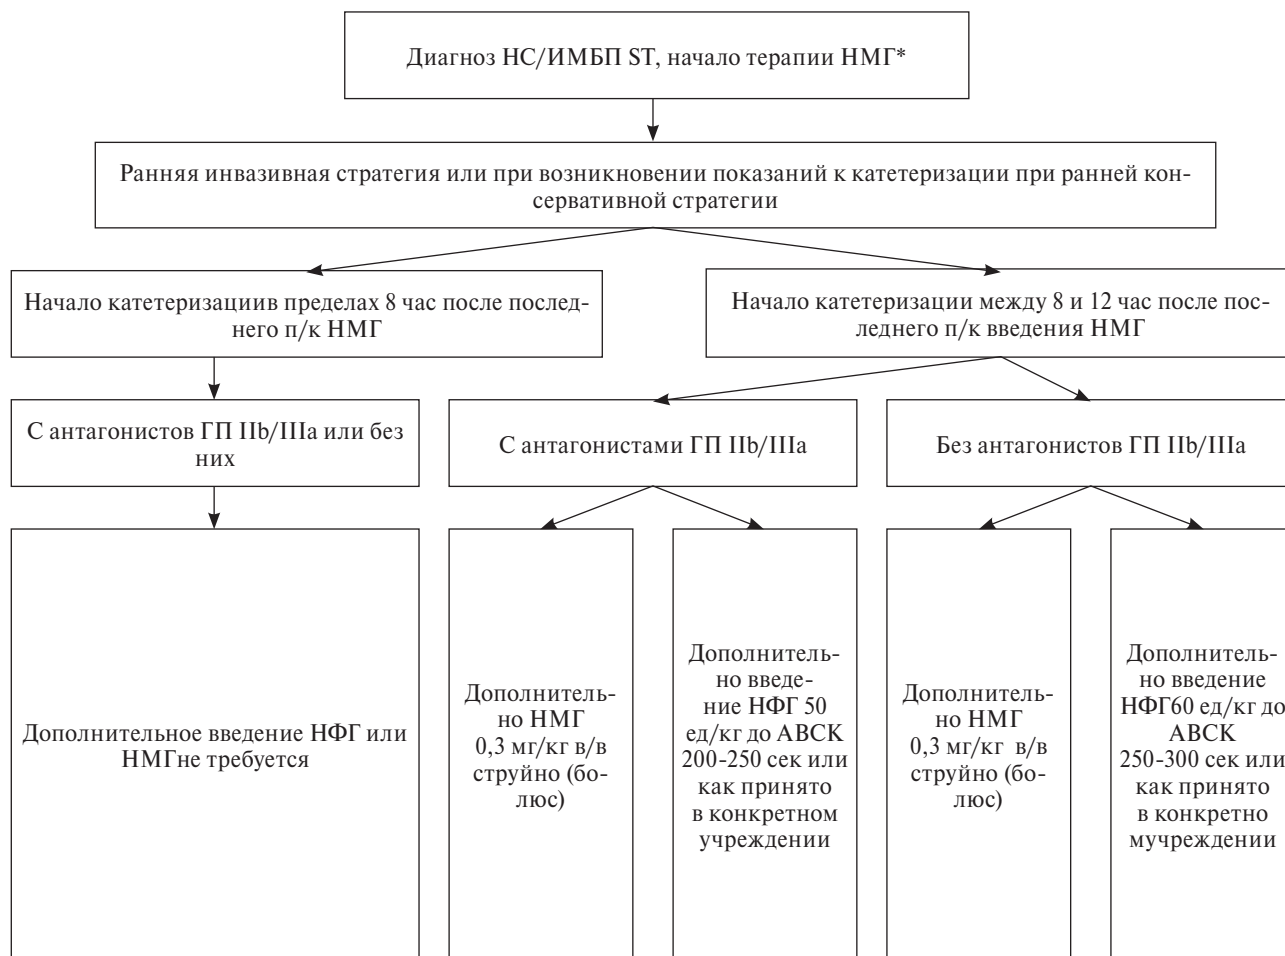 Диагноз НС/ИМБП ST, начало терапии НМГ*
Ранняя инвазивная стратегия или при возникновении показаний к катетеризации при ранней кон-
сервативной стратегии
Начало катетеризациив пределах 8 час после послед-
него п/к НМГ
Начало катетеризации между 8 и 12 час после пос-
леднего п/к введения НМГ
С антагонистов ГП IIb/IIIa или без
них
С антагонистами ГП IIb/IIIa
Без антагонистов ГП IIb/IIIa
Дополнительное введение НФГ или
НМГне требуется
Дополнитель-
но НМГ
0,3 мг/кг в/в
струйно (бо-
люс)
Дополнитель-
но введе-
ние НФГ 50
ед/кг до АВСК
200-250 сек или
как принято
в конкретном
учреждении
Дополнитель-
но НМГ
0,3 мг/кг в/в
струйно (бо-
люс)
Дополнитель-
но введение
НФГ60 ед/кг до
АВСК
250-300 сек или
как принято
в конкретно
мучреждении